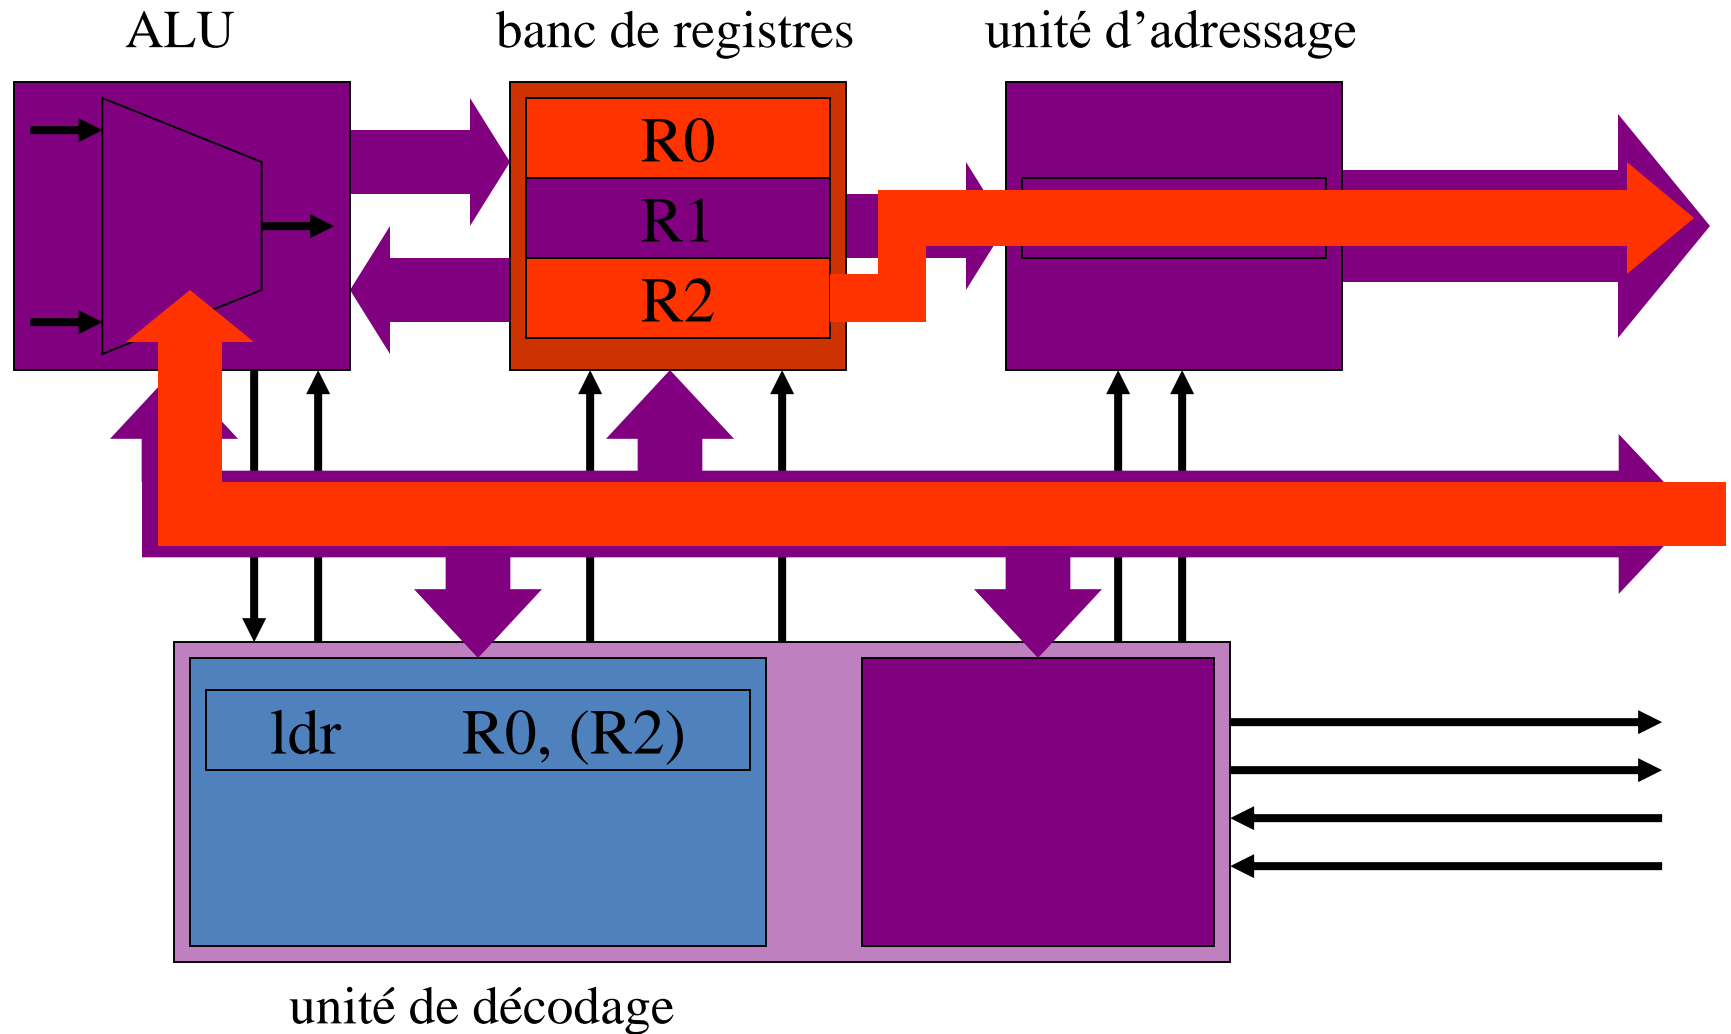 ALU banc de registres unité d’adressage
R0
R1
R2
ldr R0, (R2)
unité de décodage